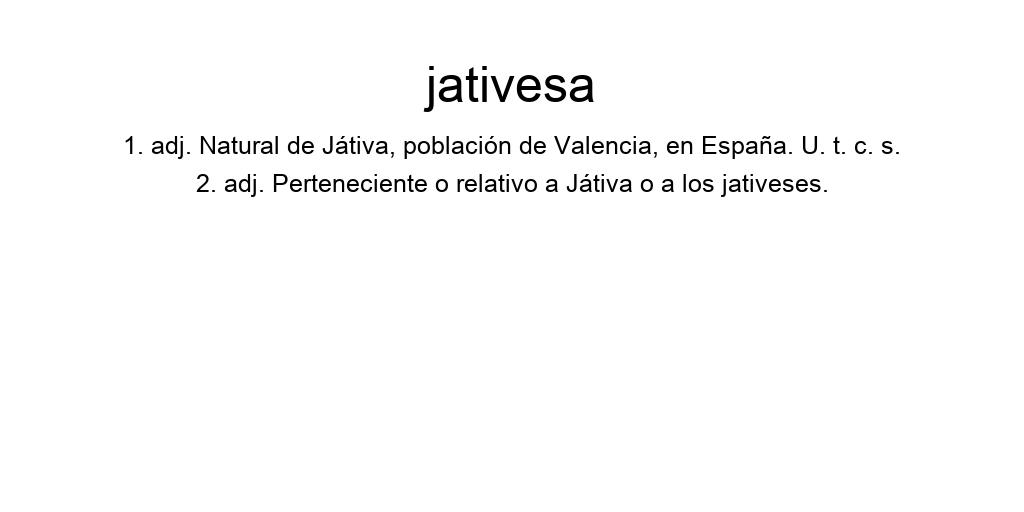 jativesa
1. adj. Natural de Játiva, población de Valencia, en España. U. t. c. s.
2. adj. Perteneciente o relativo a Játiva o a los jativeses.